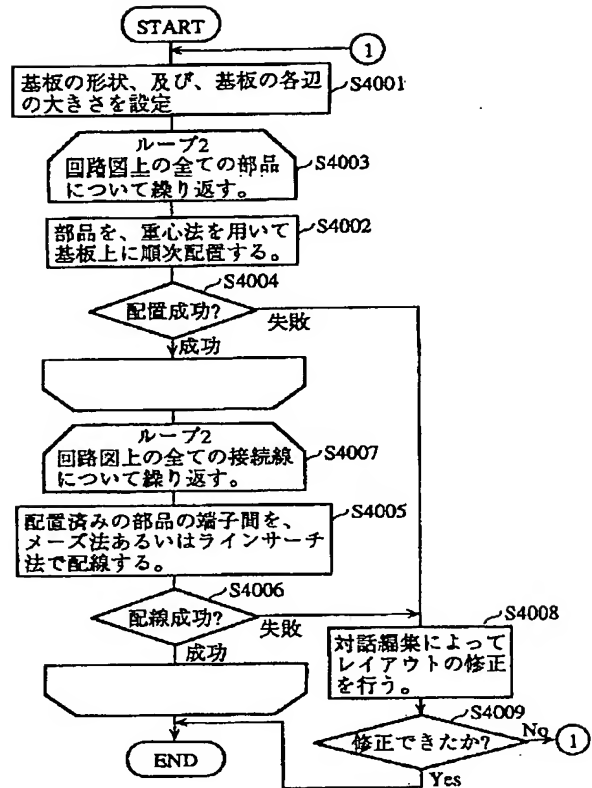 START
1
基板の形状、及び、基板の各辺
の大きさを設定
S4001
ループ2
回路図上の全ての部品
について繰り返す。
S4003
部品を、重心法を用いて
基板上に順次配置する。
S4002
S4004
配置成功?
失敗
成功
ループ2
回路図上の全ての接続線
について繰り返す。
S4007
配置済みの部品の端子間を、
メーズ法あるいはラインサーチ
法で配線する。
S4005
S4006
配線成功?
失敗
成功
S4008
対話編集によって
レイアウトの修正
を行う。
S4009
修正できたか?
No
1
Yes
END